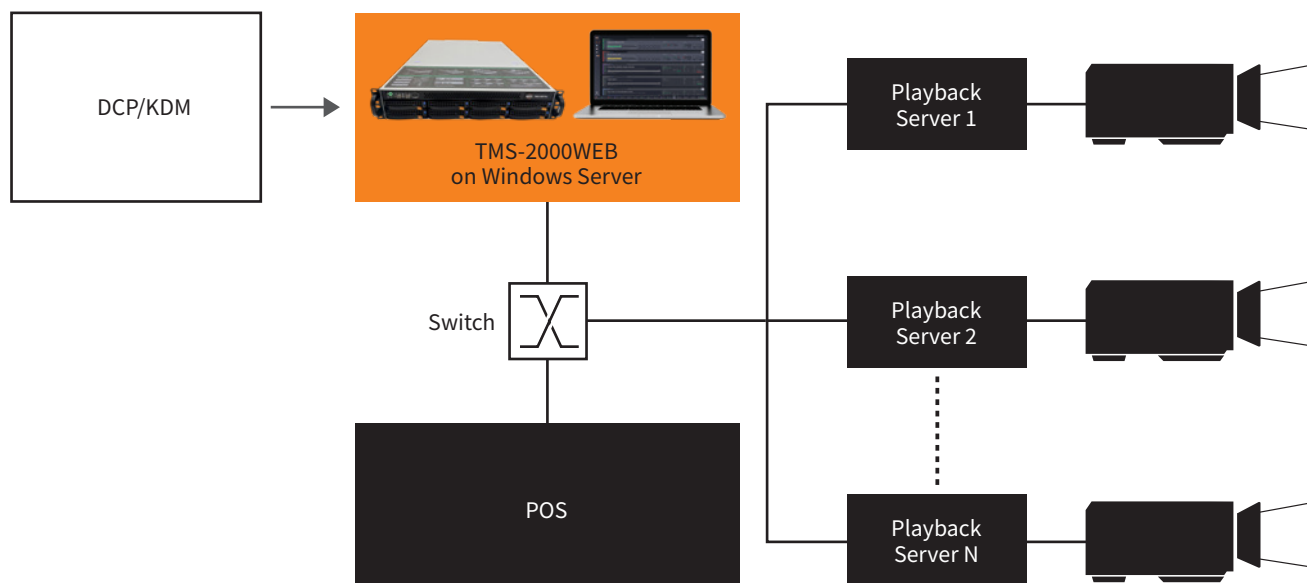 DCP/KDM
TMS-2000WEB
on Windows Server
Switch
POS
Playback
Server 1
Playback
Server 2
Playback
Server N